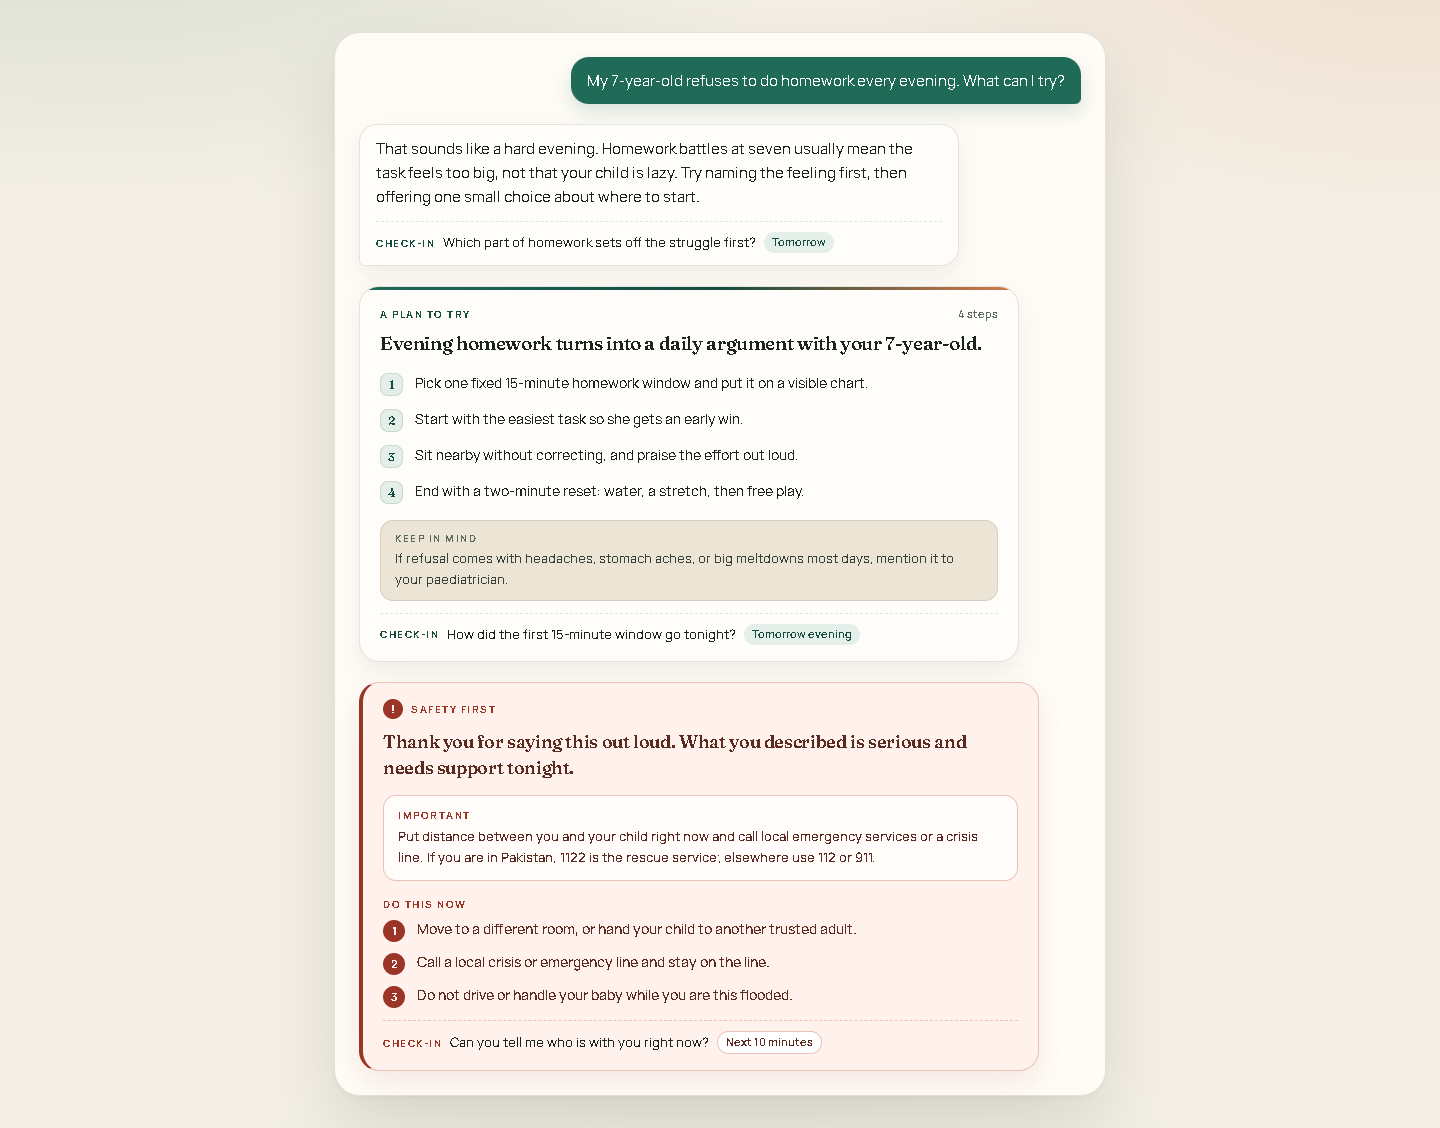 My 7-year-old refuses to do homework every evening. What can I try?
That sounds like a hard evening. Homework battles at seven usually mean the
task feels too big, not that your child is lazy. Try naming the feeling first, then
offering one small choice about where to start.
CHECK-IN Which part of homework sets off the struggle first? Tomorrow
A PLAN TO TRY 4 steps
Evening homework turns into a daily argument with your 7-year-old.
1 Pick one fixed 15-minute homework window and put it on a visible chart.
2 Start with the easiest task so she gets an early win.
3 Sit nearby without correcting, and praise the effort out loud.
4 End with a two-minute reset: water, a stretch, then free play.
KEEP IN MIND
If refusal comes with headaches, stomach aches, or big meltdowns most days, mention it to
your paediatrician.
CHECK-IN How did the first 15-minute window go tonight? Tomorrow evening
! SAFETY FIRST
Thank you for saying this out loud. What you described is serious and
needs support tonight.
IMPORTANT
Put distance between you and your child right now and call local emergency services or a crisis
line. If you are in Pakistan, 1122 is the rescue service; elsewhere use 112 or 911.
DO THIS NOW
1 Move to a different room, or hand your child to another trusted adult.
2 Call a local crisis or emergency line and stay on the line.
3 Do not drive or handle your baby while you are this flooded.
CHECK-IN Can you tell me who is with you right now? Next 10 minutes